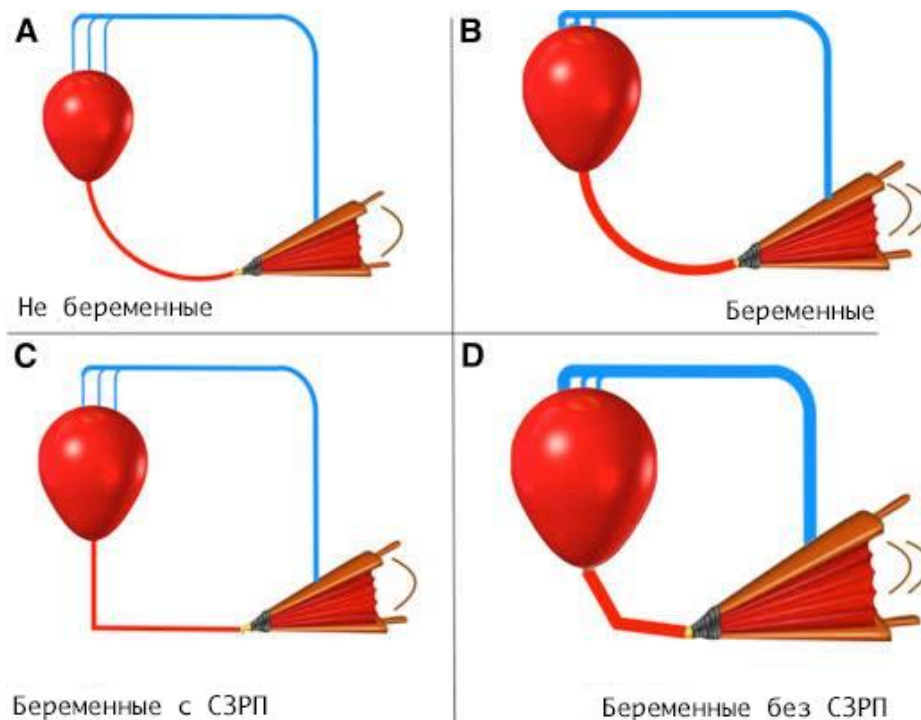 A
B
Не беременные
Беременные
C
D
Беременные с СЗРП
Беременные без СЗРП